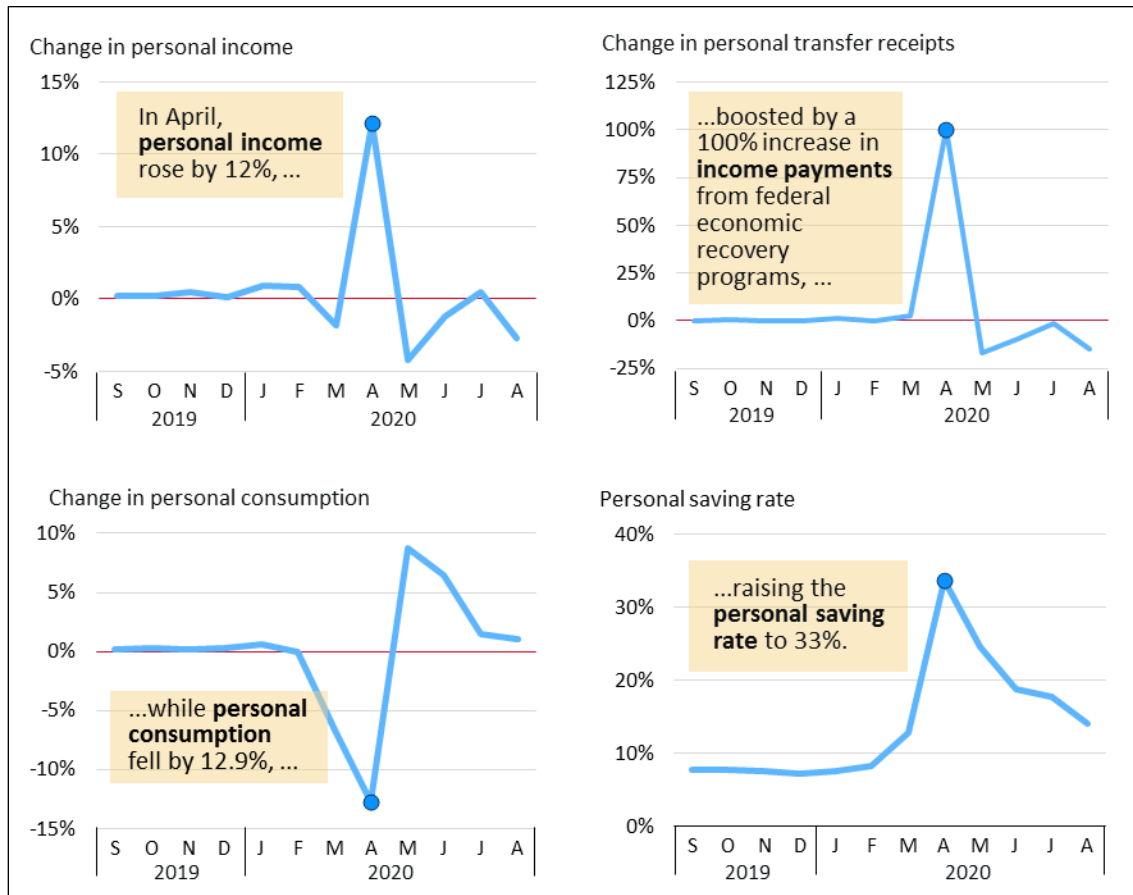 Change in personal income
15%
10%
5%
0%
-5%
In April,
personal income
rose by 12%, ...
S O N D J F M A M J J A
2019 2020
Change in personal transfer receipts
125%
100%
75%
50%
25%
0%
-25%
...boosted by a
100% increase in
income payments
from federal
economic
recovery
programs, ...
S O N D J F M A M J J A
2019 2020
Change in personal consumption
10%
5%
0%
-5%
-10%
-15%
...while personal
consumption
fell by 12.9%, ...
S O N D J F M A M J J A
2019 2020
Personal saving rate
40%
30%
20%
10%
0%
...raising the
personal saving
rate to 33%.
S O N D J F M A M J J A
2019 2020